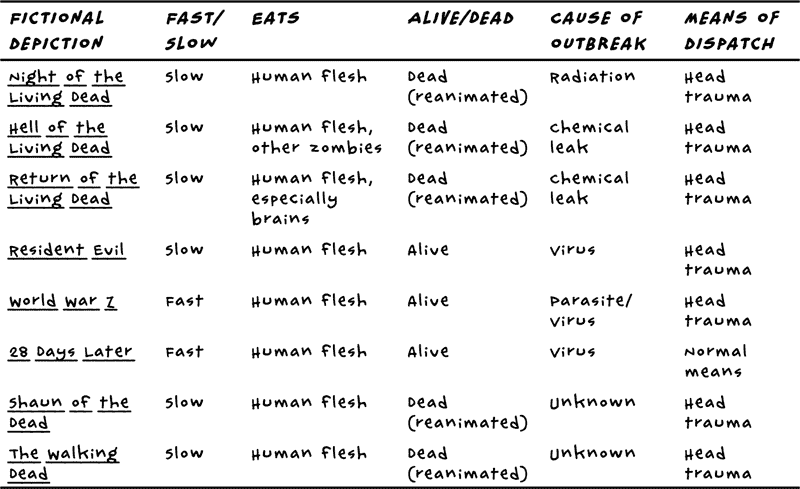 FICTIONAL DEPICTION FAST/SLOW EATS ALIVE/DEAD CAUSE OF OUTBREAK MEANS OF DISPATCH
Night of the Living Dead Slow Human flesh Dead (reanimated) Radiation Head trauma
Hell of the Living Dead Slow Human flesh, other zombies Dead (reanimated) Chemical leak Head trauma
Return of the Living Dead Slow Human flesh, especially brains Dead (reanimated) Chemical leak Head trauma
Resident Evil Slow Human flesh Alive Virus Head trauma
World War Z Fast Human flesh Alive Parasite/Virus Head trauma
28 Days Later Fast Human flesh Alive Virus Normal means
Shaun of the Dead Slow Human flesh Dead (reanimated) Unknown Head trauma
The Walking Dead Slow Human flesh Dead (reanimated) Unknown Head trauma